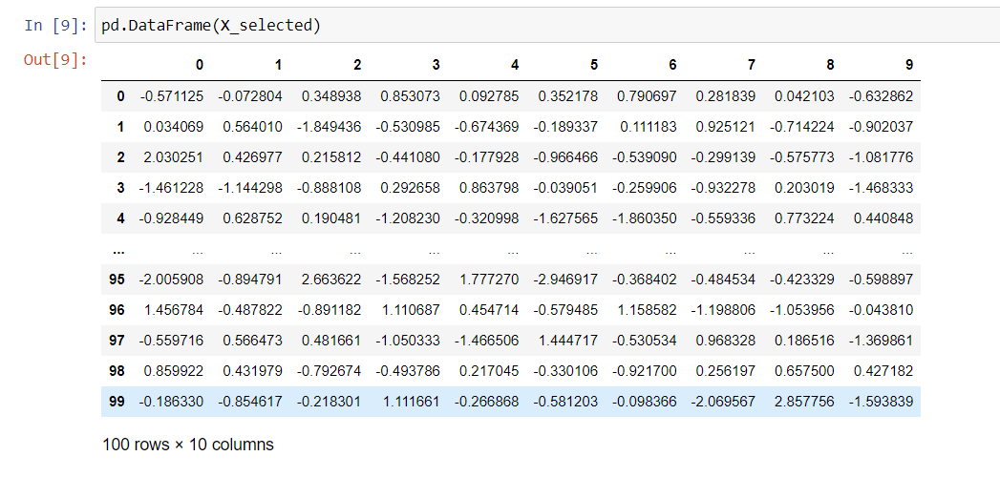 In [9]: pd.DataFrame(X_selected)
Out[9]:
0 1 2 3 4 5 6 7 8 9
0 -0.571125 -0.072804 0.348938 0.853073 0.092785 0.352178 0.790697 0.281839 0.042103 -0.632862
1 0.034069 0.564010 -1.849436 -0.530985 -0.674369 -0.189337 0.111183 0.925121 -0.714224 -0.902037
2 2.030251 0.426977 0.215812 -0.441080 -0.177928 -0.966466 -0.539090 -0.299139 -0.575773 -1.081776
3 -1.461228 -1.144298 -0.888108 0.292658 0.863798 -0.039051 -0.259906 -0.932278 0.203019 -1.468333
4 -0.928449 0.628752 0.190481 -1.208230 -0.320998 -1.627565 -1.860350 -0.559336 0.773224 0.440848
... ... ... ... ... ... ... ... ... ... ...
95 -2.005908 -0.894791 2.663622 -1.568252 1.777270 -2.946917 -0.368402 -0.484534 -0.423329 -0.598897
96 1.456784 -0.487822 -0.891182 1.110687 0.454714 -0.579485 1.158582 -1.198806 -1.053956 -0.043810
97 -0.559716 0.566473 0.481661 -1.050333 -1.466506 1.444717 -0.530534 0.968328 0.186516 -1.369861
98 0.859922 0.431979 -0.792674 -0.493786 0.217045 -0.330106 -0.921700 0.256197 0.657500 0.427182
99 -0.186330 -0.854617 -0.218301 1.111661 -0.266868 -0.581203 -0.098366 -2.069567 2.857756 -1.593839
100 rows × 10 columns